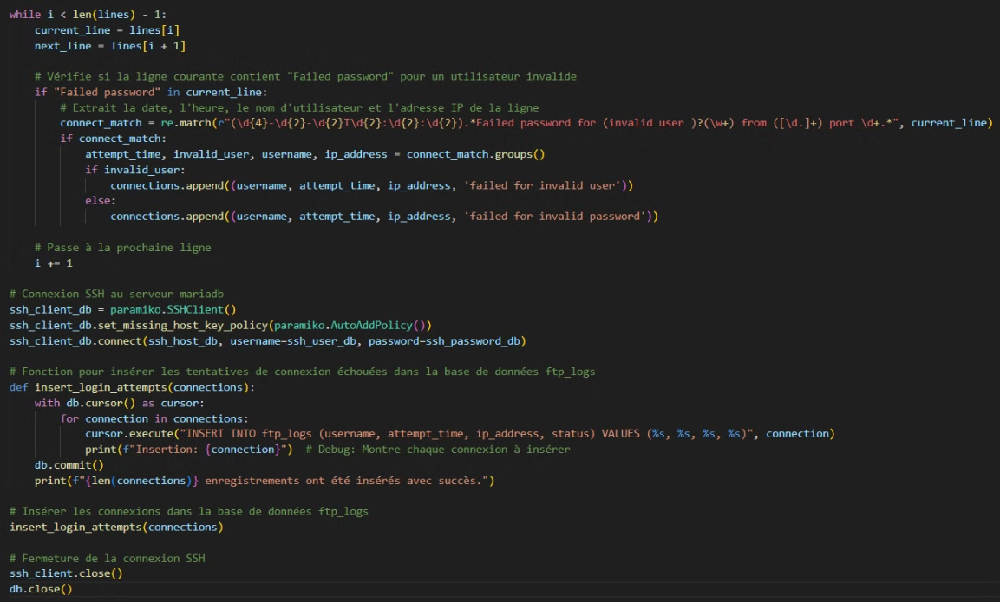 while i < len(lines) - 1:
    current_line = lines[i]
    next_line = lines[i + 1]

    # Vérifie si la ligne courante contient "Failed password" pour un utilisateur invalide
    if "Failed password" in current_line:
        # Extrait la date, l'heure, le nom d'utilisateur et l'adresse IP de la ligne
        connect_match = re.match(r"(\d{4}-\d{2}-\d{2}T\d{2}:\d{2}:\d{2}).*Failed password for (invalid user )?(\w+) from ([\d.]+) port \d+.*", current_line)
        if connect_match:
            attempt_time, invalid_user, username, ip_address = connect_match.groups()
            if invalid_user:
                connections.append((username, attempt_time, ip_address, 'failed for invalid user'))
            else:
                connections.append((username, attempt_time, ip_address, 'failed for invalid password'))

    # Passe à la prochaine ligne
    i += 1

# Connexion SSH au serveur mariadb
ssh_client_db = paramiko.SSHClient()
ssh_client_db.set_missing_host_key_policy(paramiko.AutoAddPolicy())
ssh_client_db.connect(ssh_host_db, username=ssh_user_db, password=ssh_password_db)

# Fonction pour insérer les tentatives de connexion échouées dans la base de données ftp_logs
def insert_login_attempts(connections):
    with db.cursor() as cursor:
        for connection in connections:
            cursor.execute("INSERT INTO ftp_logs (username, attempt_time, ip_address, status) VALUES (%s, %s, %s, %s)", connection)
            print(f"Insertion: {connection}")  # Debug: Montre chaque connexion à insérer
    db.commit()
    print(f"{len(connections)} enregistrements ont été insérés avec succès.")

# Insérer les connexions dans la base de données ftp_logs
insert_login_attempts(connections)

# Fermeture de la connexion SSH
ssh_client.close()
db.close()